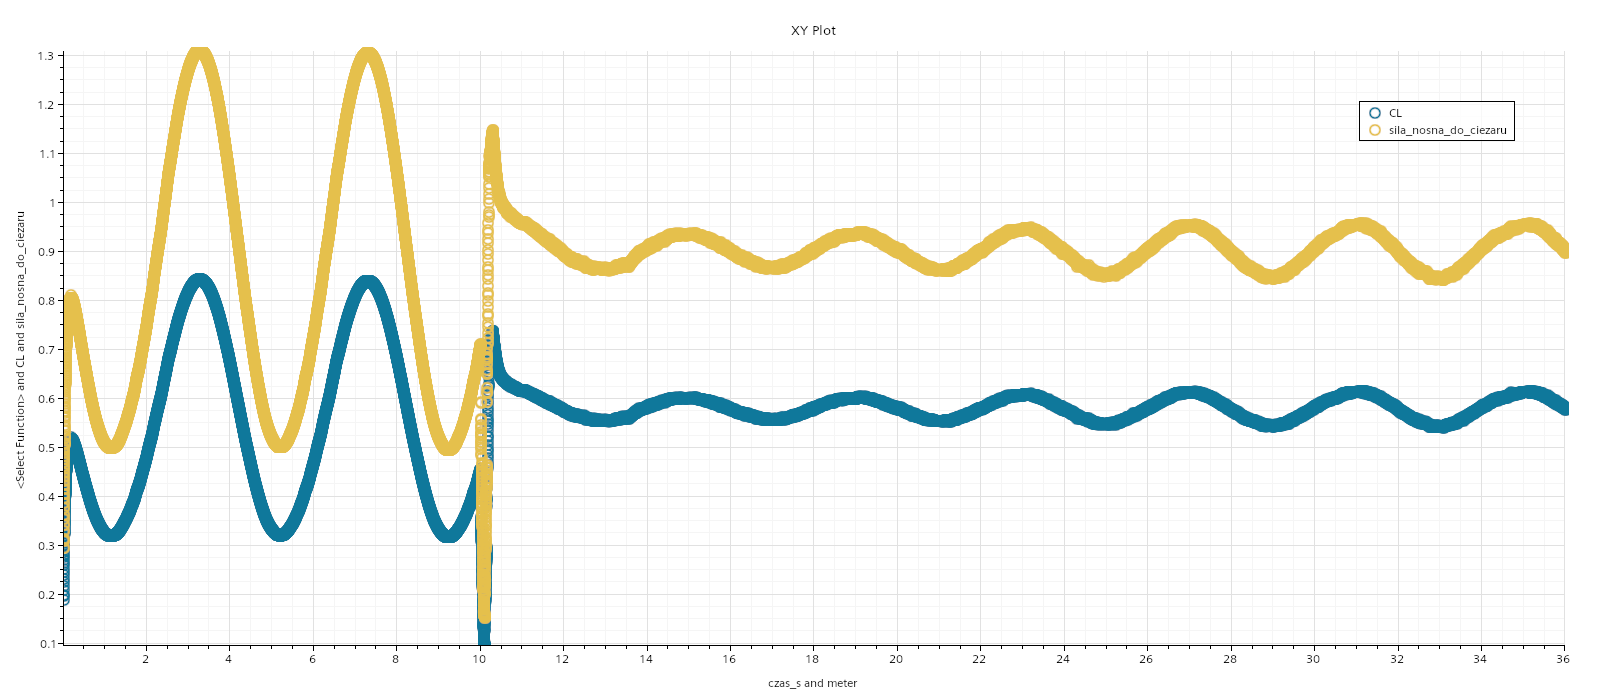 XY Plot
<Select Function> and CL and sila_nosna_do_ciezaru
1.3
1.2
1.1
1
0.9
0.8
0.7
0.6
0.5
0.4
0.3
0.2
0.1
CL
sila_nosna_do_ciezaru
2 4 6 8 10 12 14 16 18 20 22 24 26 28 30 32 34 36
czas_s and meter